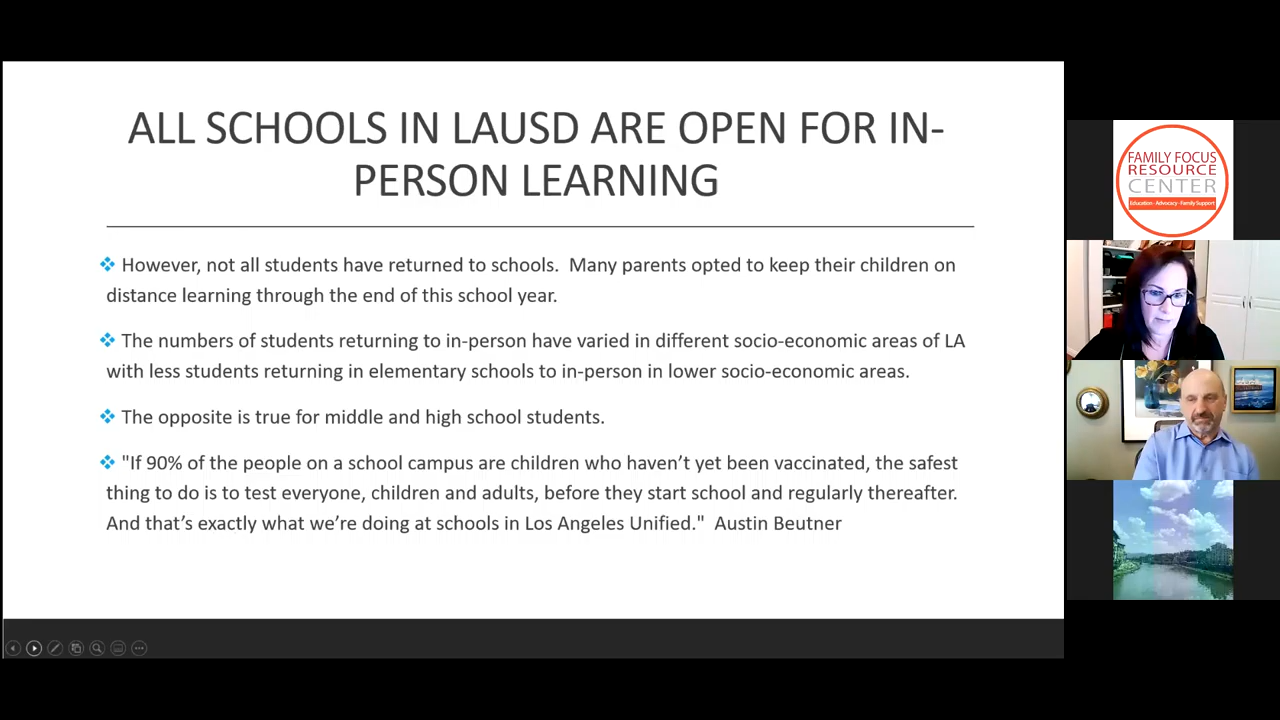 ALL SCHOOLS IN LAUSD ARE OPEN FOR IN-
PERSON LEARNING
However, not all students have returned to schools.  Many parents opted to keep their children on
distance learning through the end of this school year.
The numbers of students returning to in-person have varied in different socio-economic areas of LA
with less students returning in elementary schools to in-person in lower socio-economic areas.
The opposite is true for middle and high school students.
"If 90% of the people on a school campus are children who haven’t yet been vaccinated, the safest
thing to do is to test everyone, children and adults, before they start school and regularly thereafter.
And that’s exactly what we’re doing at schools in Los Angeles Unified."  Austin Beutner
FAMILY FOCUS
RESOURCE
CENTER
Education - Advocacy - Family Support